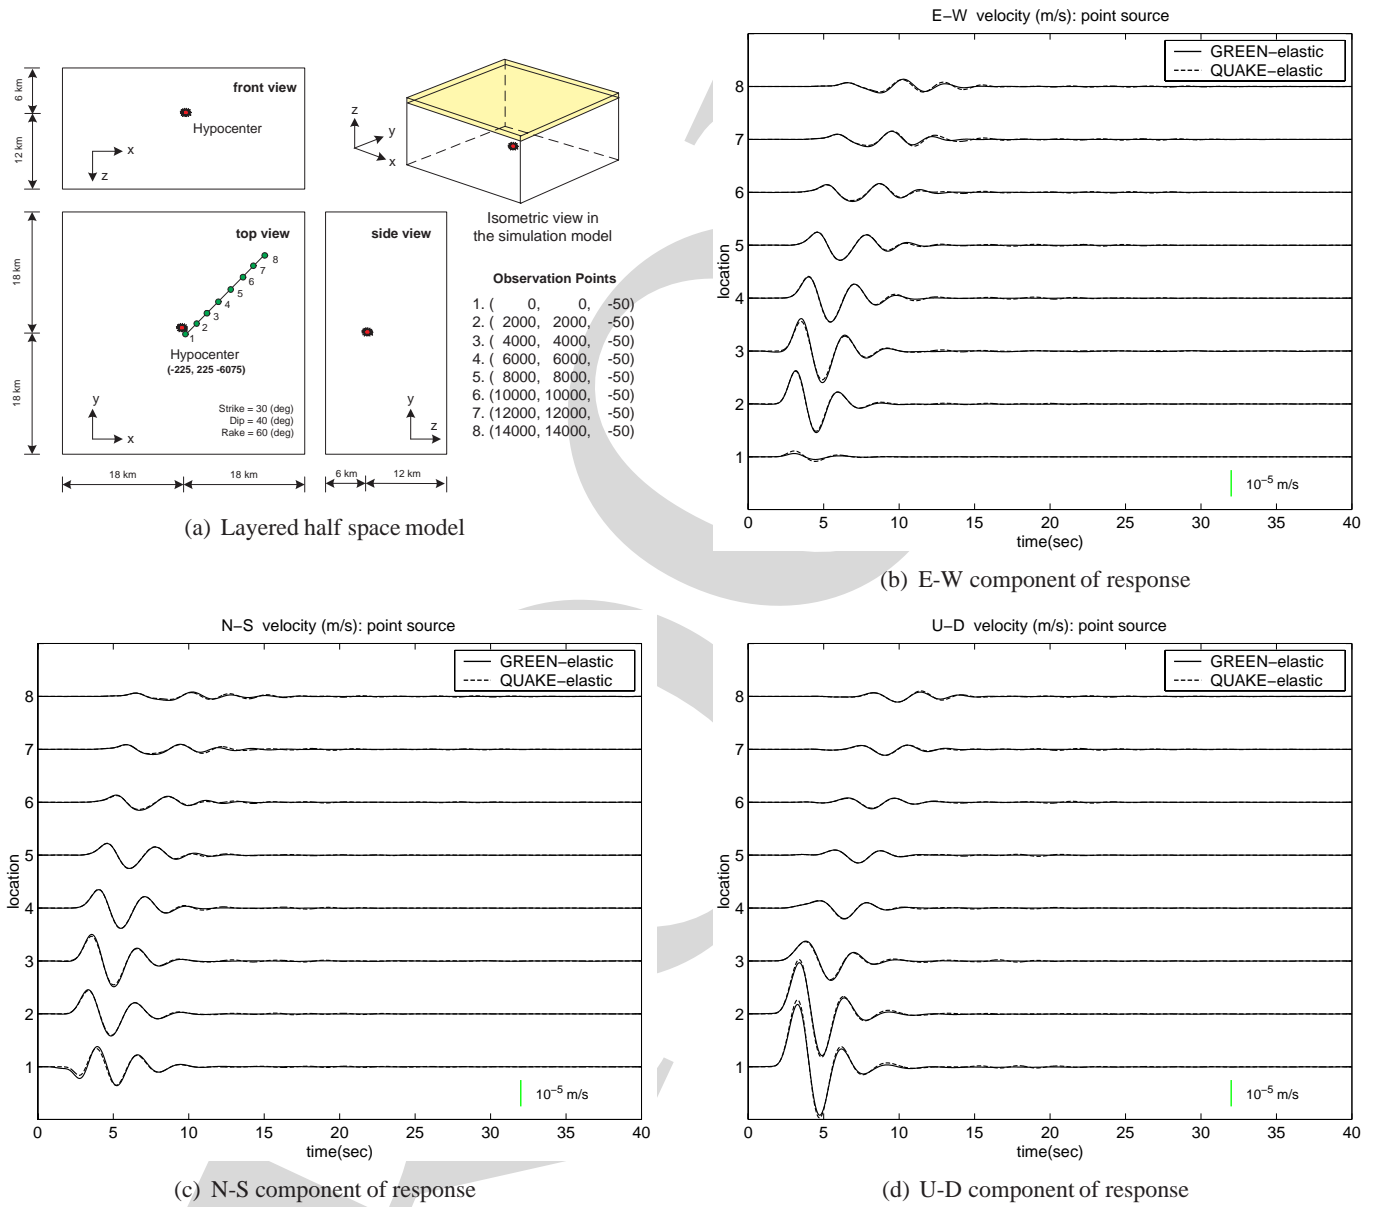 front view
6 km
12 km
Hypocenter
x
z
z
y
x
Isometric view in
the simulation model
top view
18 km
18 km
8
7
6
5
4
3
2
1
Hypocenter
(-225, 225 -6075)
Strike = 30 (deg)
Dip = 40 (deg)
Rake = 60 (deg)
y
x
18 km
18 km
side view
y
z
6 km
12 km
Observation Points
1. ( 0, 0, -50)
2. ( 2000, 2000, -50)
3. ( 4000, 4000, -50)
4. ( 6000, 6000, -50)
5. ( 8000, 8000, -50)
6. (10000, 10000, -50)
7. (12000, 12000, -50)
8. (14000, 14000, -50)
(a) Layered half space model
E−W velocity (m/s): point source
GREEN−elastic
QUAKE−elastic
8
7
6
5
4
3
2
1
location
10−5 m/s
0 5 10 15 20 25 30 35 40
time(sec)
(b) E-W component of response
N−S velocity (m/s): point source
GREEN−elastic
QUAKE−elastic
8
7
6
5
4
3
2
1
location
10−5 m/s
0 5 10 15 20 25 30 35 40
time(sec)
(c) N-S component of response
U−D velocity (m/s): point source
GREEN−elastic
QUAKE−elastic
8
7
6
5
4
3
2
1
location
10−5 m/s
0 5 10 15 20 25 30 35 40
time(sec)
(d) U-D component of response